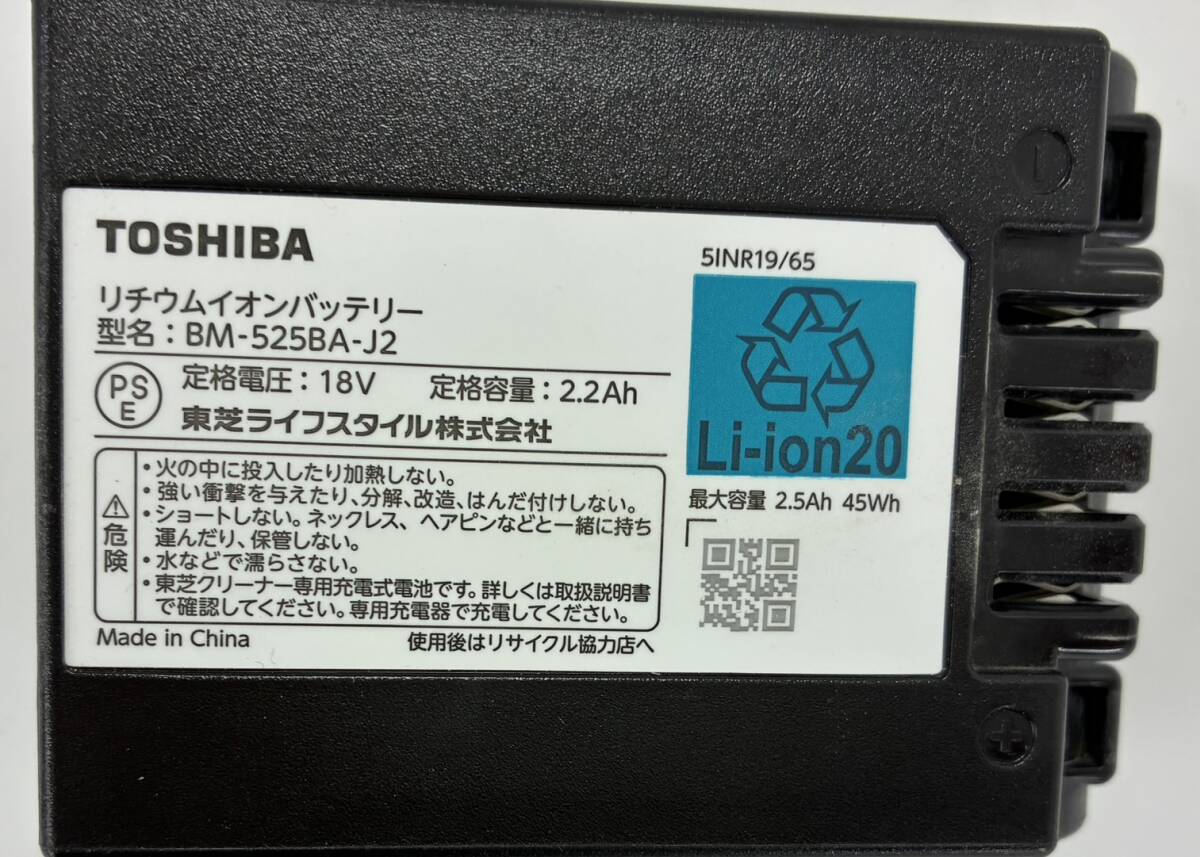 TOSHIBA
リチウムイオンバッテリー
型名：BM-525BA-J2
PS
E
定格電圧：18V 定格容量：2.2Ah
東芝ライフスタイル株式会社
危険
・火の中に投入したり加熱しない。
・強い衝撃を与えたり、分解、改造、はんだ付けしない。
・ショートしない。ネックレス、ヘアピンなどと一緒に持ち
運んだり、保管しない。
・水などで濡らさない。
・東芝クリーナー専用充電式電池です。詳しくは取扱説明書
で確認してください。専用充電器で充電してください。
Made in China
使用後はリサイクル協力店へ
5INR19/65
Li-ion20
最大容量 2.5Ah 45Wh